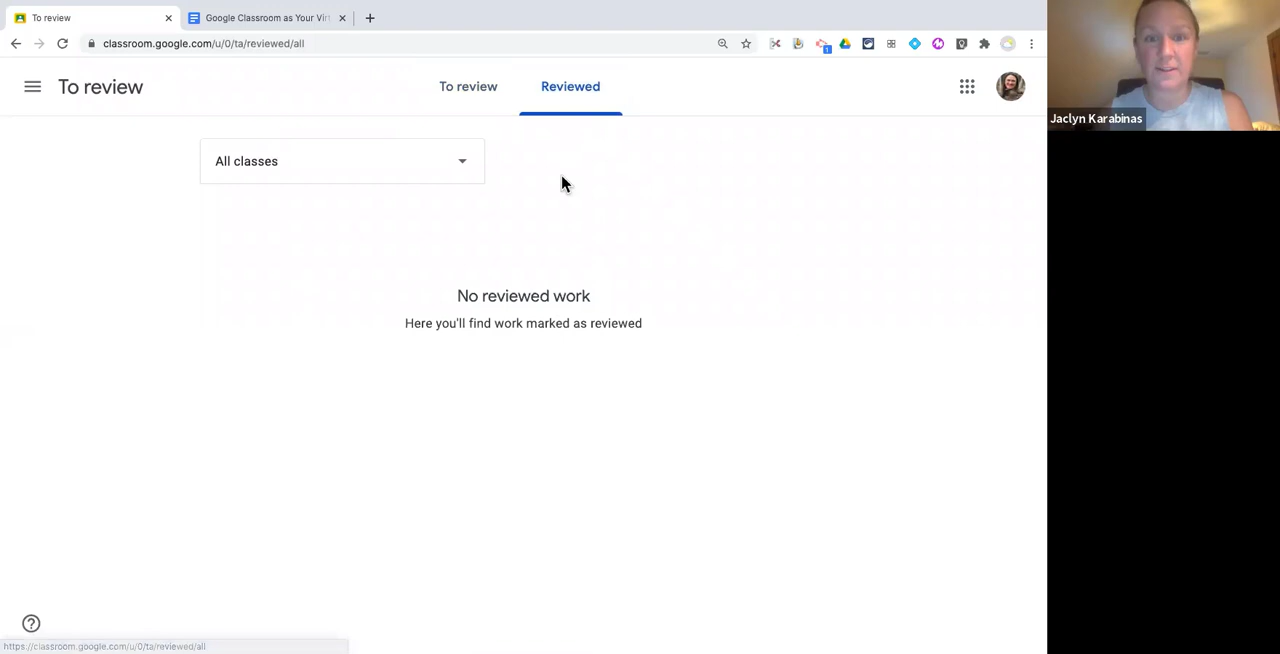 To review
Google Classroom as Your Virt
classroom.google.com/u/0/ta/reviewed/all
1
To review
To review
Reviewed
Jaclyn Karabinas
All classes
No reviewed work
Here you'll find work marked as reviewed
https://classroom.google.com/u/0/ta/reviewed/all